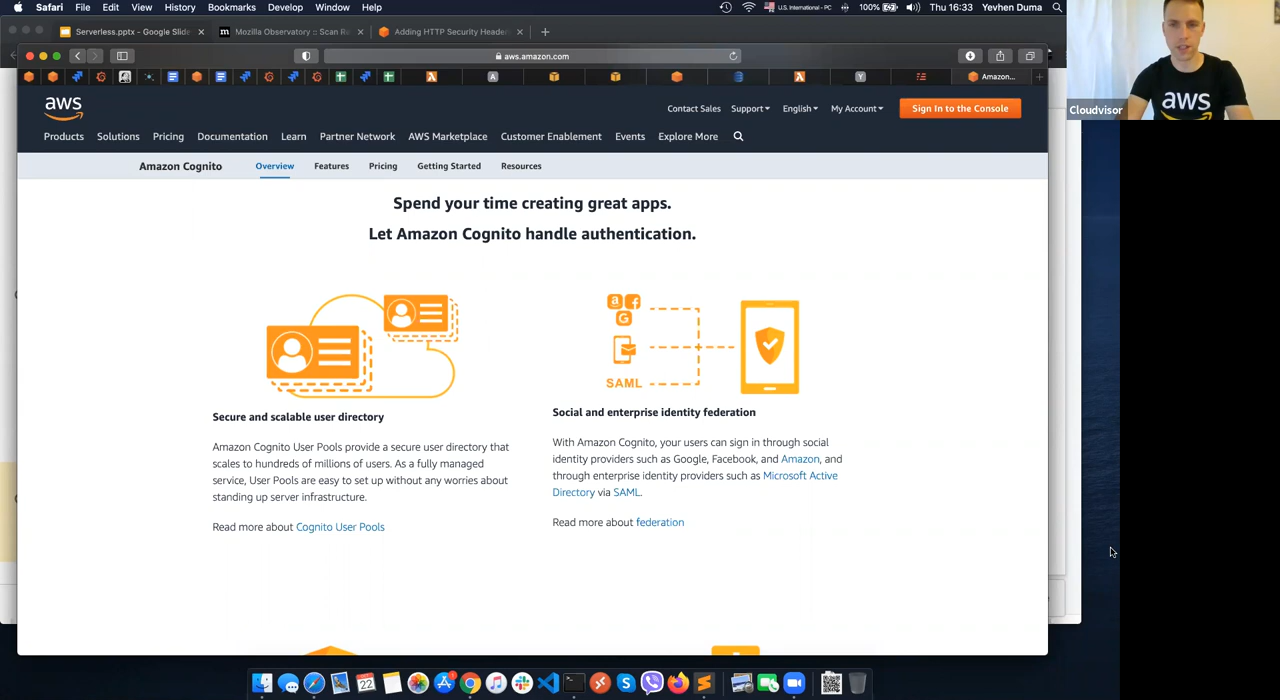 Safari File Edit View History Bookmarks Develop Window Help
U.S. International - PC 100% Thu 16:33 Yevhen Duma
Serverless.pptx - Google Slide
Mozilla Observatory :: Scan Re
Adding HTTP Security Header
aws.amazon.com
Amazon...
aws
Contact Sales Support English My Account Sign In to the Console
Products Solutions Pricing Documentation Learn Partner Network AWS Marketplace Customer Enablement Events Explore More
Amazon Cognito Overview Features Pricing Getting Started Resources
Cloudvisor
aws
Spend your time creating great apps.
Let Amazon Cognito handle authentication.
SAML
Secure and scalable user directory
Amazon Cognito User Pools provide a secure user directory that
scales to hundreds of millions of users. As a fully managed
service, User Pools are easy to set up without any worries about
standing up server infrastructure.
Read more about Cognito User Pools
Social and enterprise identity federation
With Amazon Cognito, your users can sign in through social
identity providers such as Google, Facebook, and Amazon, and
through enterprise identity providers such as Microsoft Active
Directory via SAML.
Read more about federation
22